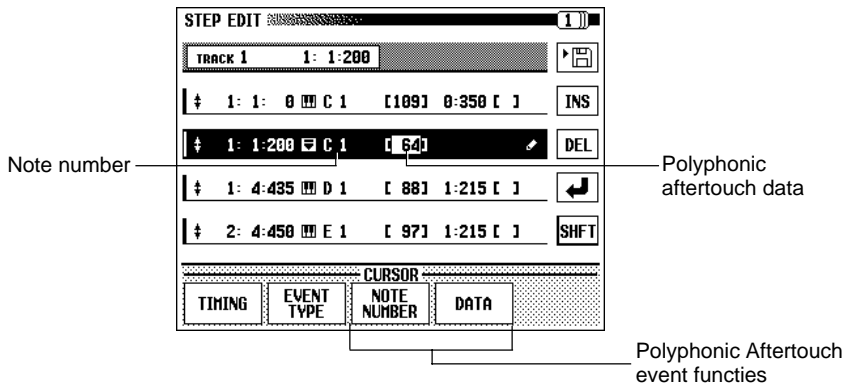 STEP EDIT 1
TRACK 1 1: 1:200
1: 1: 0 C 1 [109] 0:350 [ ] INS
1: 1:200 C 1 [ 64] DEL
Note number
Polyphonic
aftertouch data
1: 4:435 D 1 [ 88] 1:215 [ ]
2: 4:450 E 1 [ 97] 1:215 [ ] SHFT
CURSOR
TIMING EVENT TYPE NOTE NUMBER DATA
Polyphonic Aftertouch
event functies